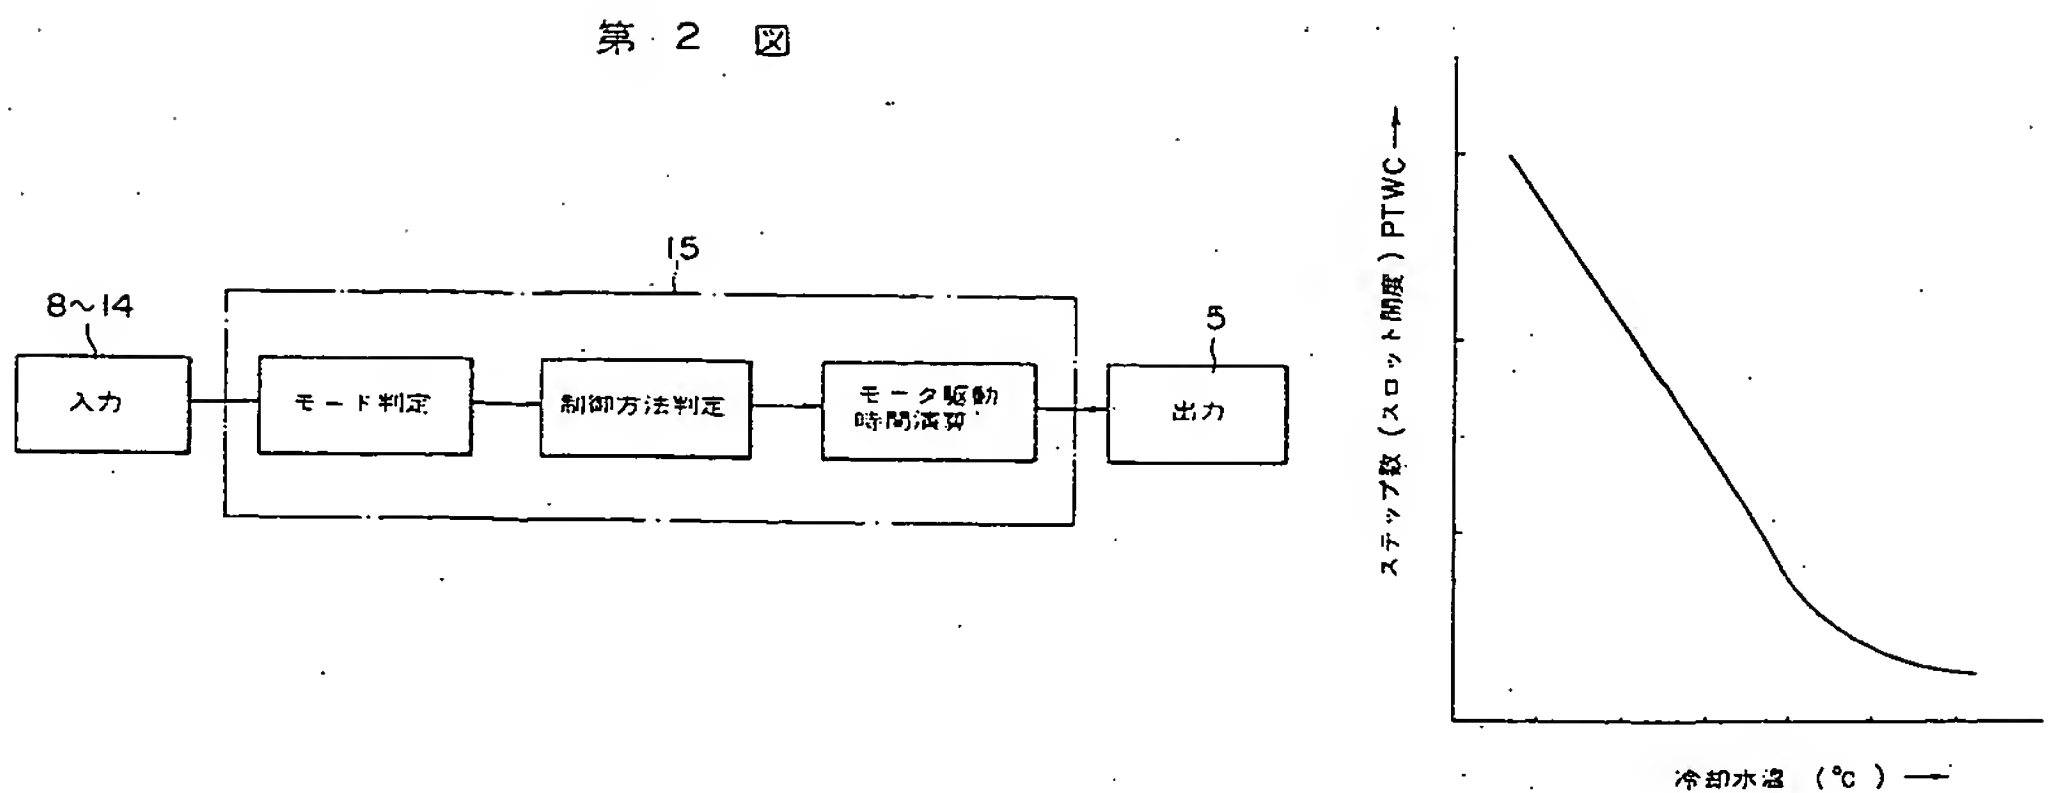 第2図
15
8～14
5
入力
モード判定
制御方法判定
モータ駆動
時間演算
出力
ステップ数(スロット開度)PTWC→
冷却水温 (℃)→